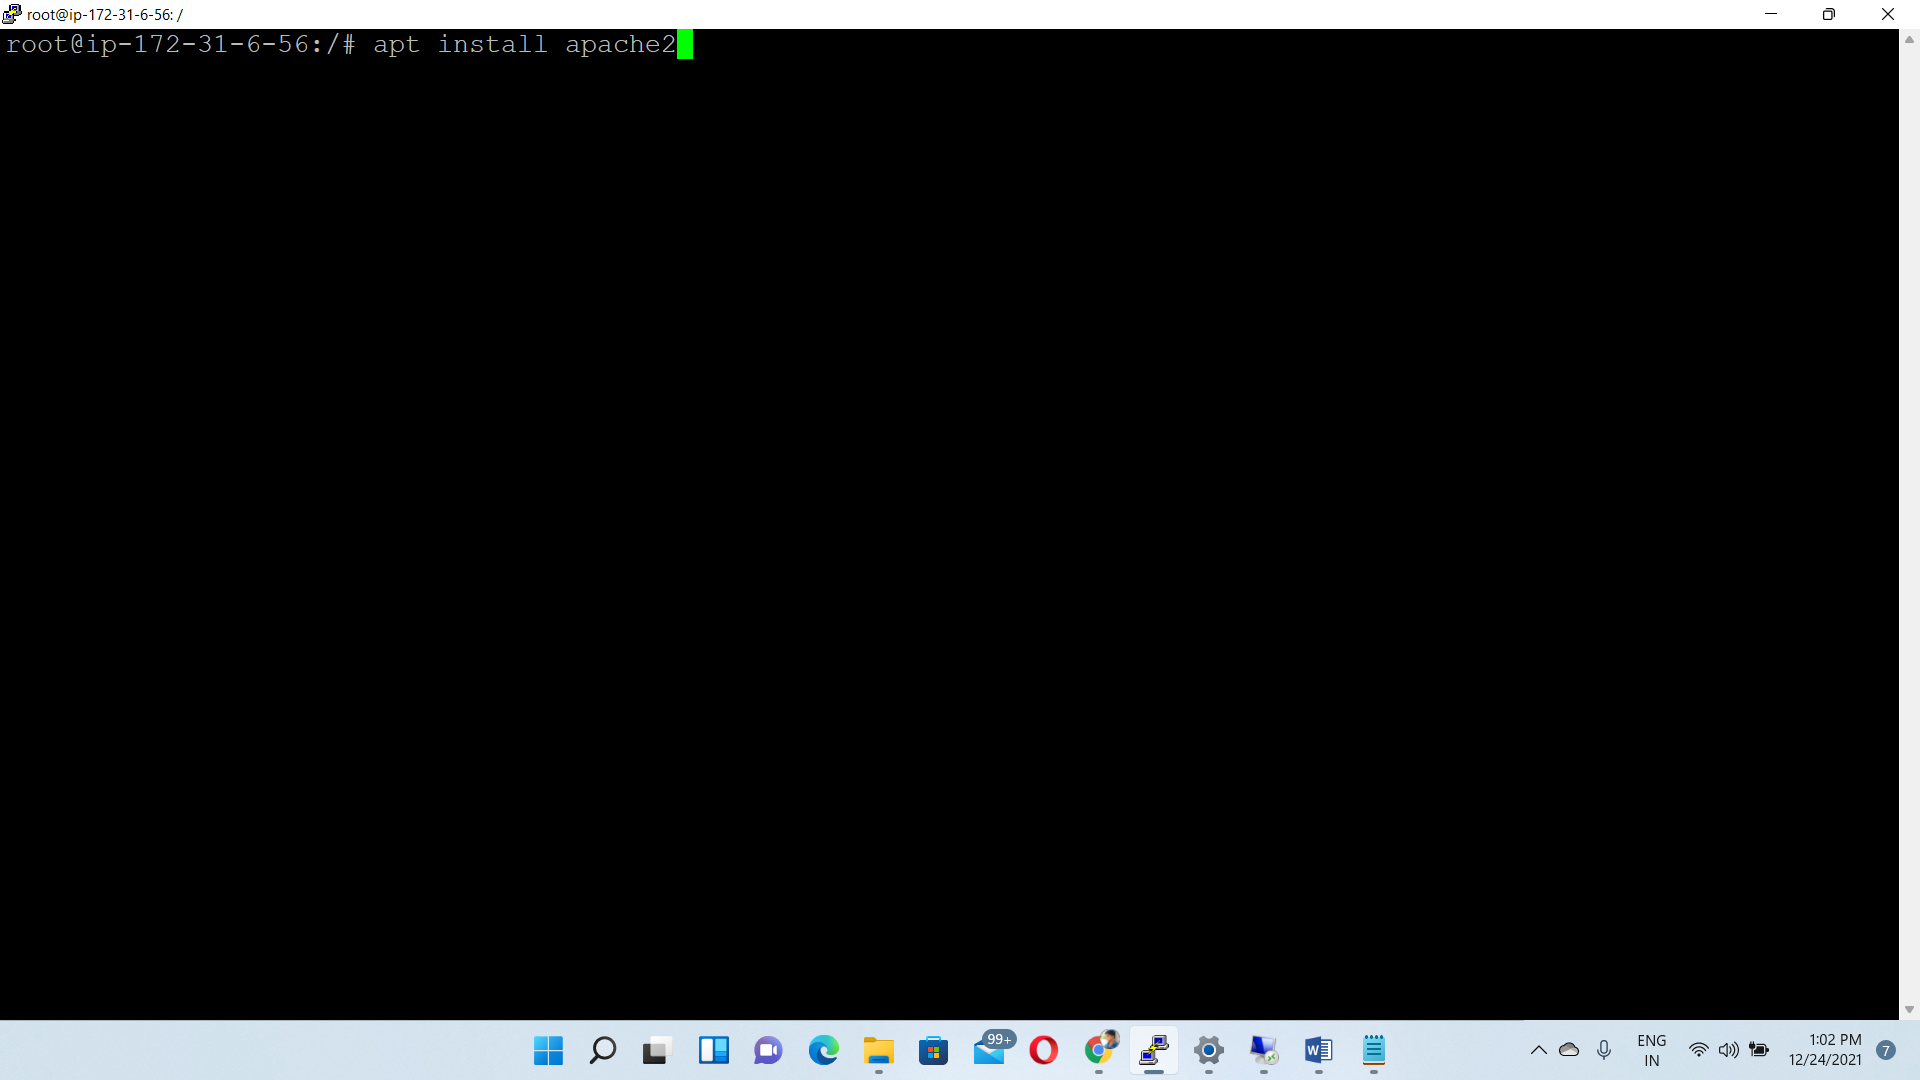 root@ip-172-31-6-56: /
root@ip-172-31-6-56:/# apt install apache2
99+
W
ENG
IN
1:02 PM
12/24/2021
7